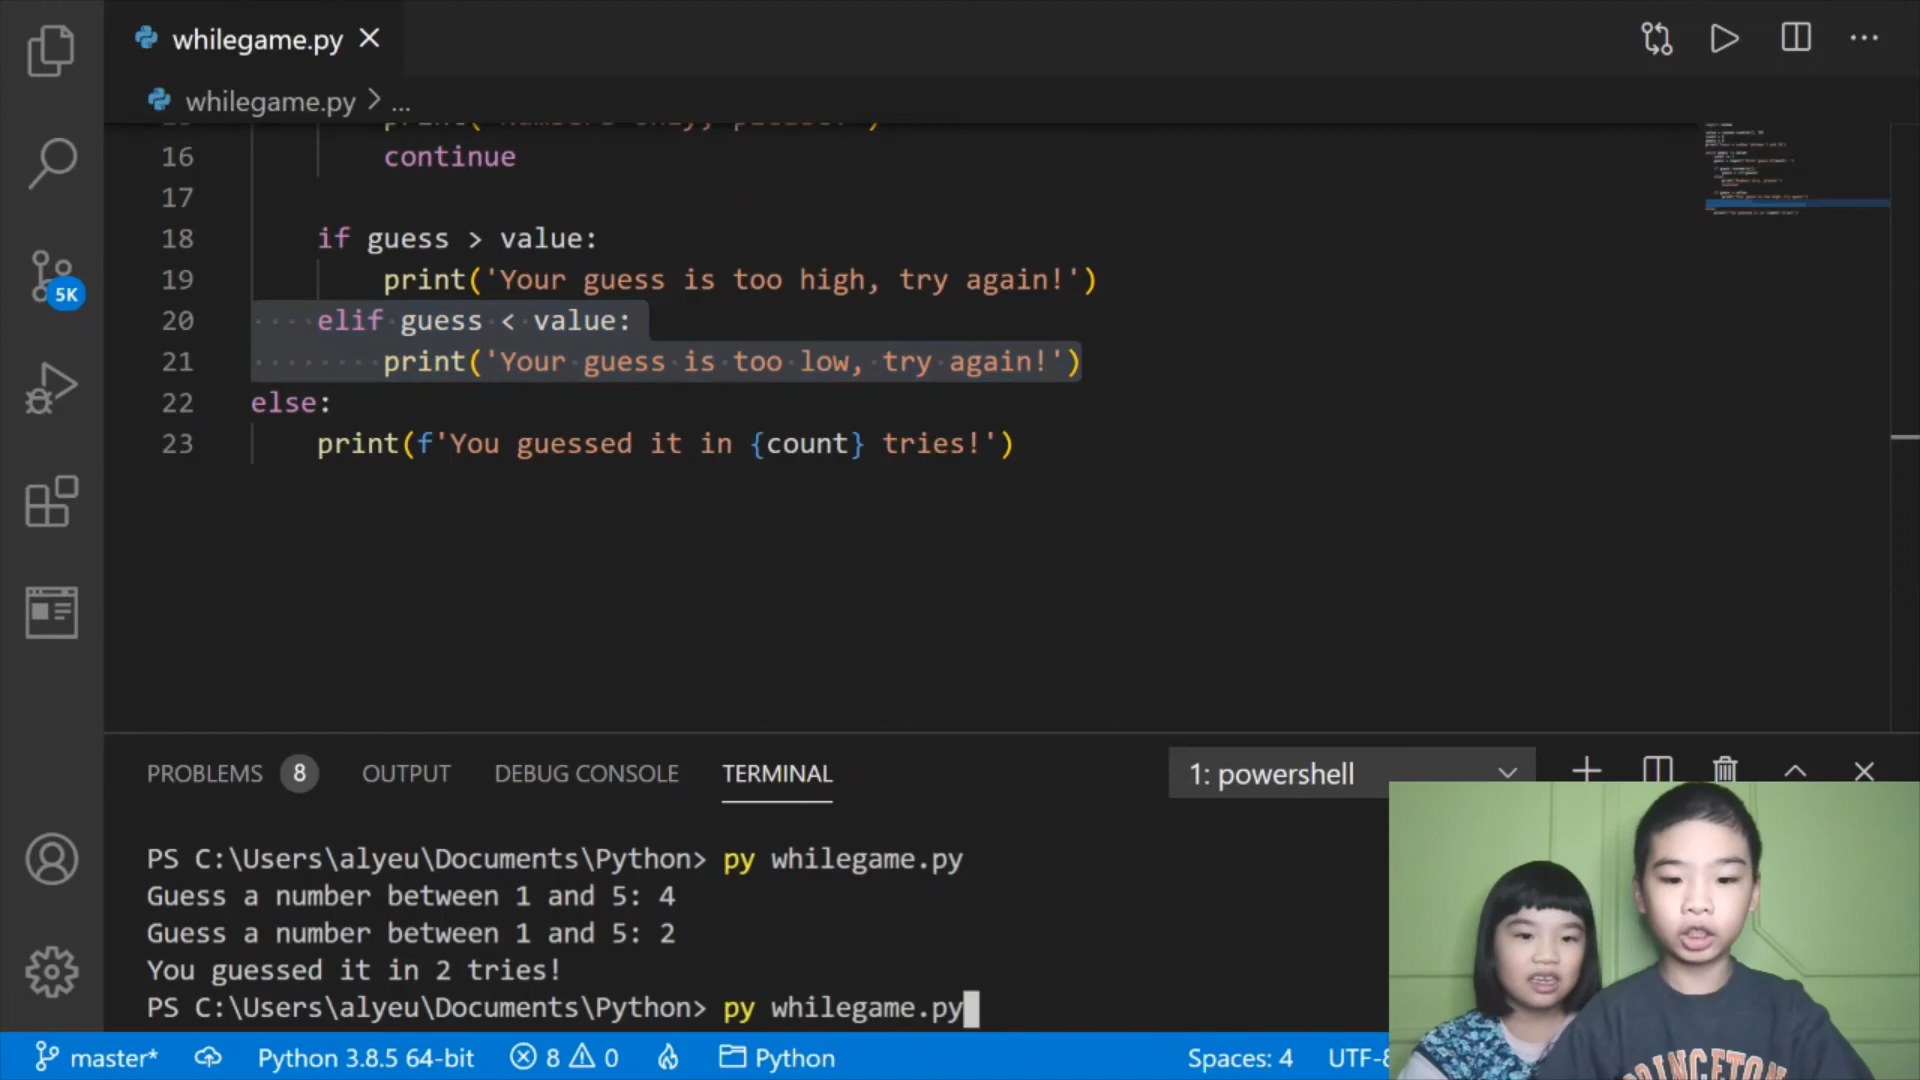 whilegame.py
whilegame.py > ...
16 continue
17
18 if guess > value:
19 print('Your guess is too high, try again!')
20 elif guess < value:
21 print('Your guess is too low, try again!')
22 else:
23 print(f'You guessed it in {count} tries!')
5K
PROBLEMS 8 OUTPUT DEBUG CONSOLE TERMINAL 1: powershell
PS C:\Users\alyeu\Documents\Python> py whilegame.py
Guess a number between 1 and 5: 4
Guess a number between 1 and 5: 2
You guessed it in 2 tries!
PS C:\Users\alyeu\Documents\Python> py whilegame.py
master* Python 3.8.5 64-bit 8 0 Python Spaces: 4 UTF-8
PRINCETON